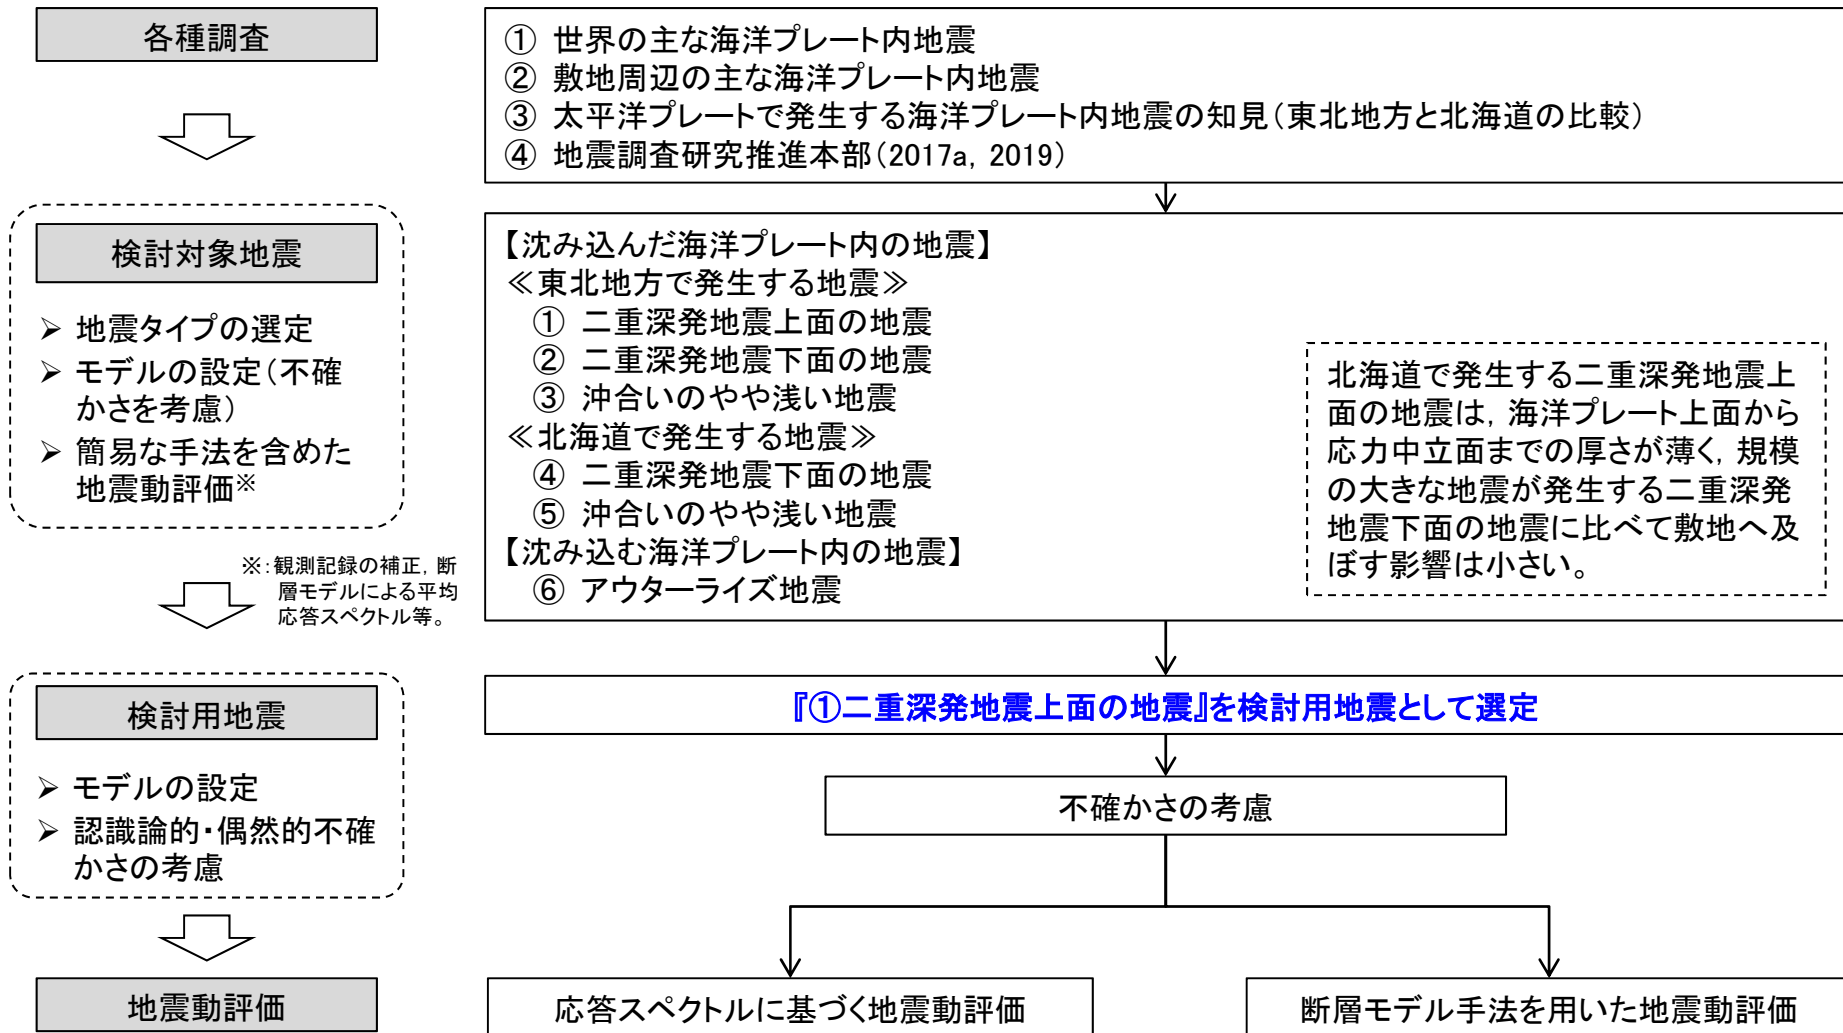 各種調査
① 世界の主な海洋プレート内地震
② 敷地周辺の主な海洋プレート内地震
③ 太平洋プレートで発生する海洋プレート内地震の知見(東北地方と北海道の比較)
④ 地震調査研究推進本部(2017a, 2019)
検討対象地震
➢ 地震タイプの選定
➢ モデルの設定(不確
かさを考慮)
➢ 簡易な手法を含めた
地震動評価※
※:観測記録の補正, 断
層モデルによる平均
応答スペクトル等。
【沈み込んだ海洋プレート内の地震】
≪東北地方で発生する地震≫
① 二重深発地震上面の地震
② 二重深発地震下面の地震
③ 沖合いのやや浅い地震
≪北海道で発生する地震≫
④ 二重深発地震下面の地震
⑤ 沖合いのやや浅い地震
【沈み込む海洋プレート内の地震】
⑥ アウターライズ地震
北海道で発生する二重深発地震上
面の地震は, 海洋プレート上面から
応力中立面までの厚さが薄く, 規模
の大きな地震が発生する二重深発
地震下面の地震に比べて敷地へ及
ぼす影響は小さい。
検討用地震
➢ モデルの設定
➢ 認識論的・偶然的不確
かさの考慮
『①二重深発地震上面の地震』を検討用地震として選定
不確かさの考慮
地震動評価
応答スペクトルに基づく地震動評価
断層モデル手法を用いた地震動評価